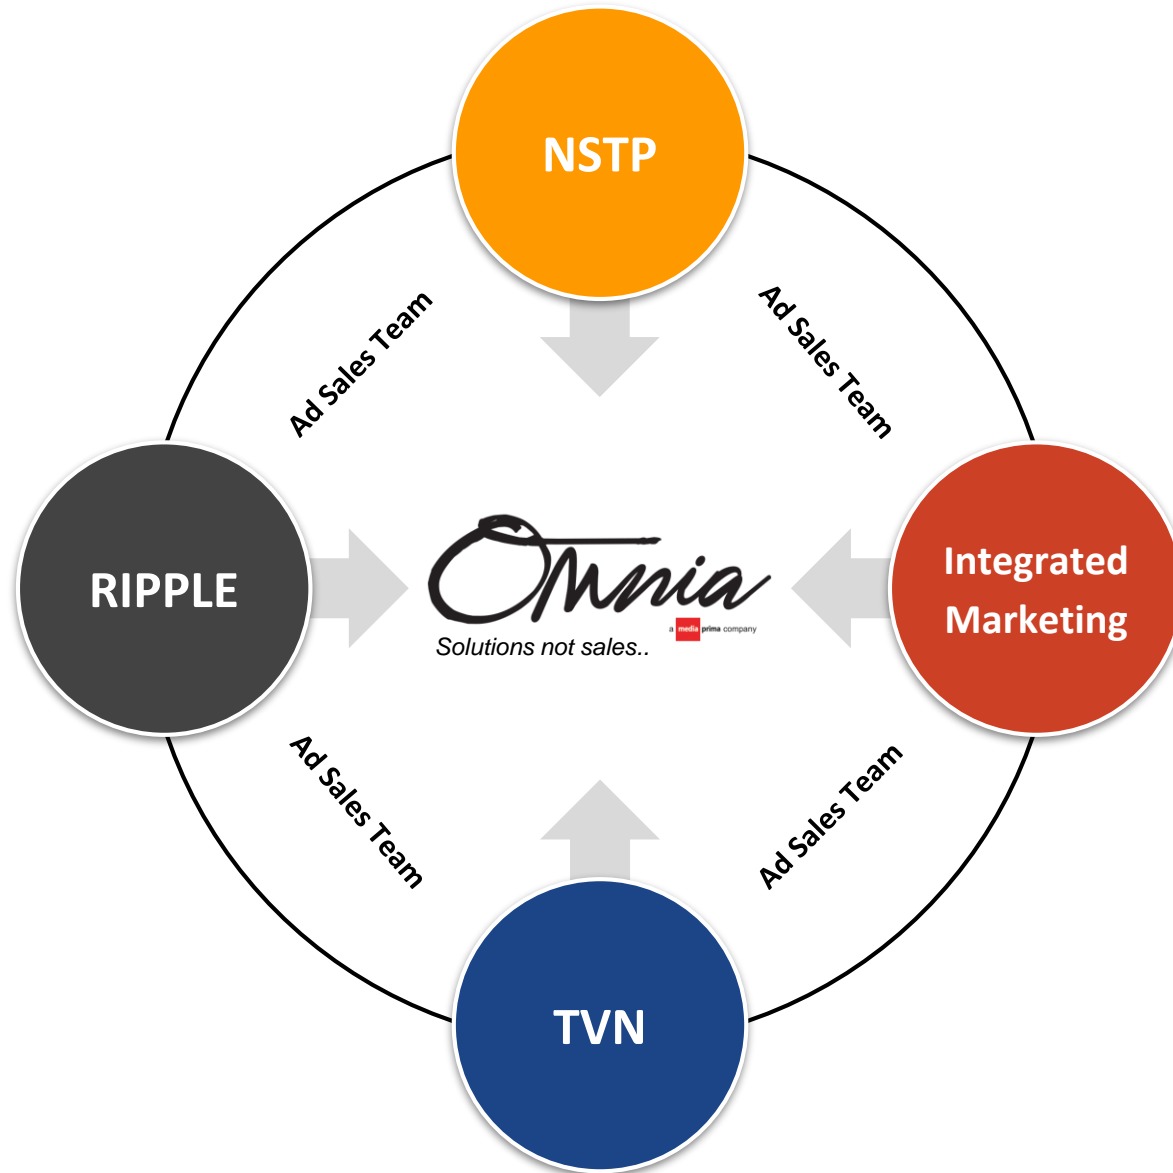 NSTP
Ad Sales Team
Ad Sales Team
RIPPLE
Omnia
a media prima company
Solutions not sales..
Integrated
Marketing
Ad Sales Team
Ad Sales Team
TVN